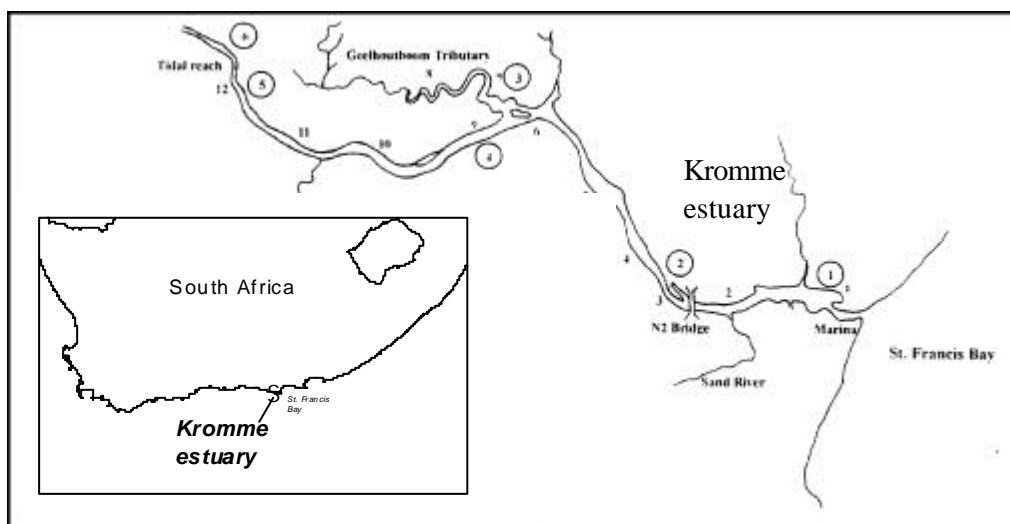 6
Geelhoutboom Tributary
Tidal reach
8
3
12
5
11
9
6
10
4
Kromme
estuary
4
2
1
2
3
N2 Bridge
Marina
St. Francis Bay
Sand River
South Africa
St. Francis
Bay
Kromme
estuary